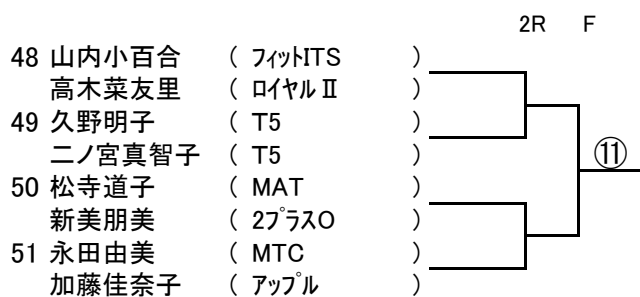 2R F
48 山内小百合 ( フィットITS )
高木菜友里 ( ロイヤルⅡ )
49 久野明子 ( T5 )
二ノ宮真智子 ( T5 )
⑪
50 松寺道子 ( MAT )
新美朋美 ( 2プラスO )
51 永田由美 ( MTC )
加藤佳奈子 ( アップル )